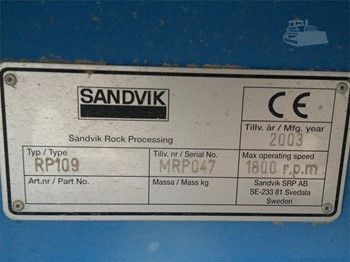 SANDVIK
CE
Sandvik Rock Processing
Tillv. år / Mfg. year
2003
Typ / Type
RP109
Tillv. nr / Serial No.
MRP047
Max operating speed
1800 r.p.m
Art.nr / Part No.
Massa / Mass kg
Sandvik SRP AB
SE-233 81 Svedala
Sweden